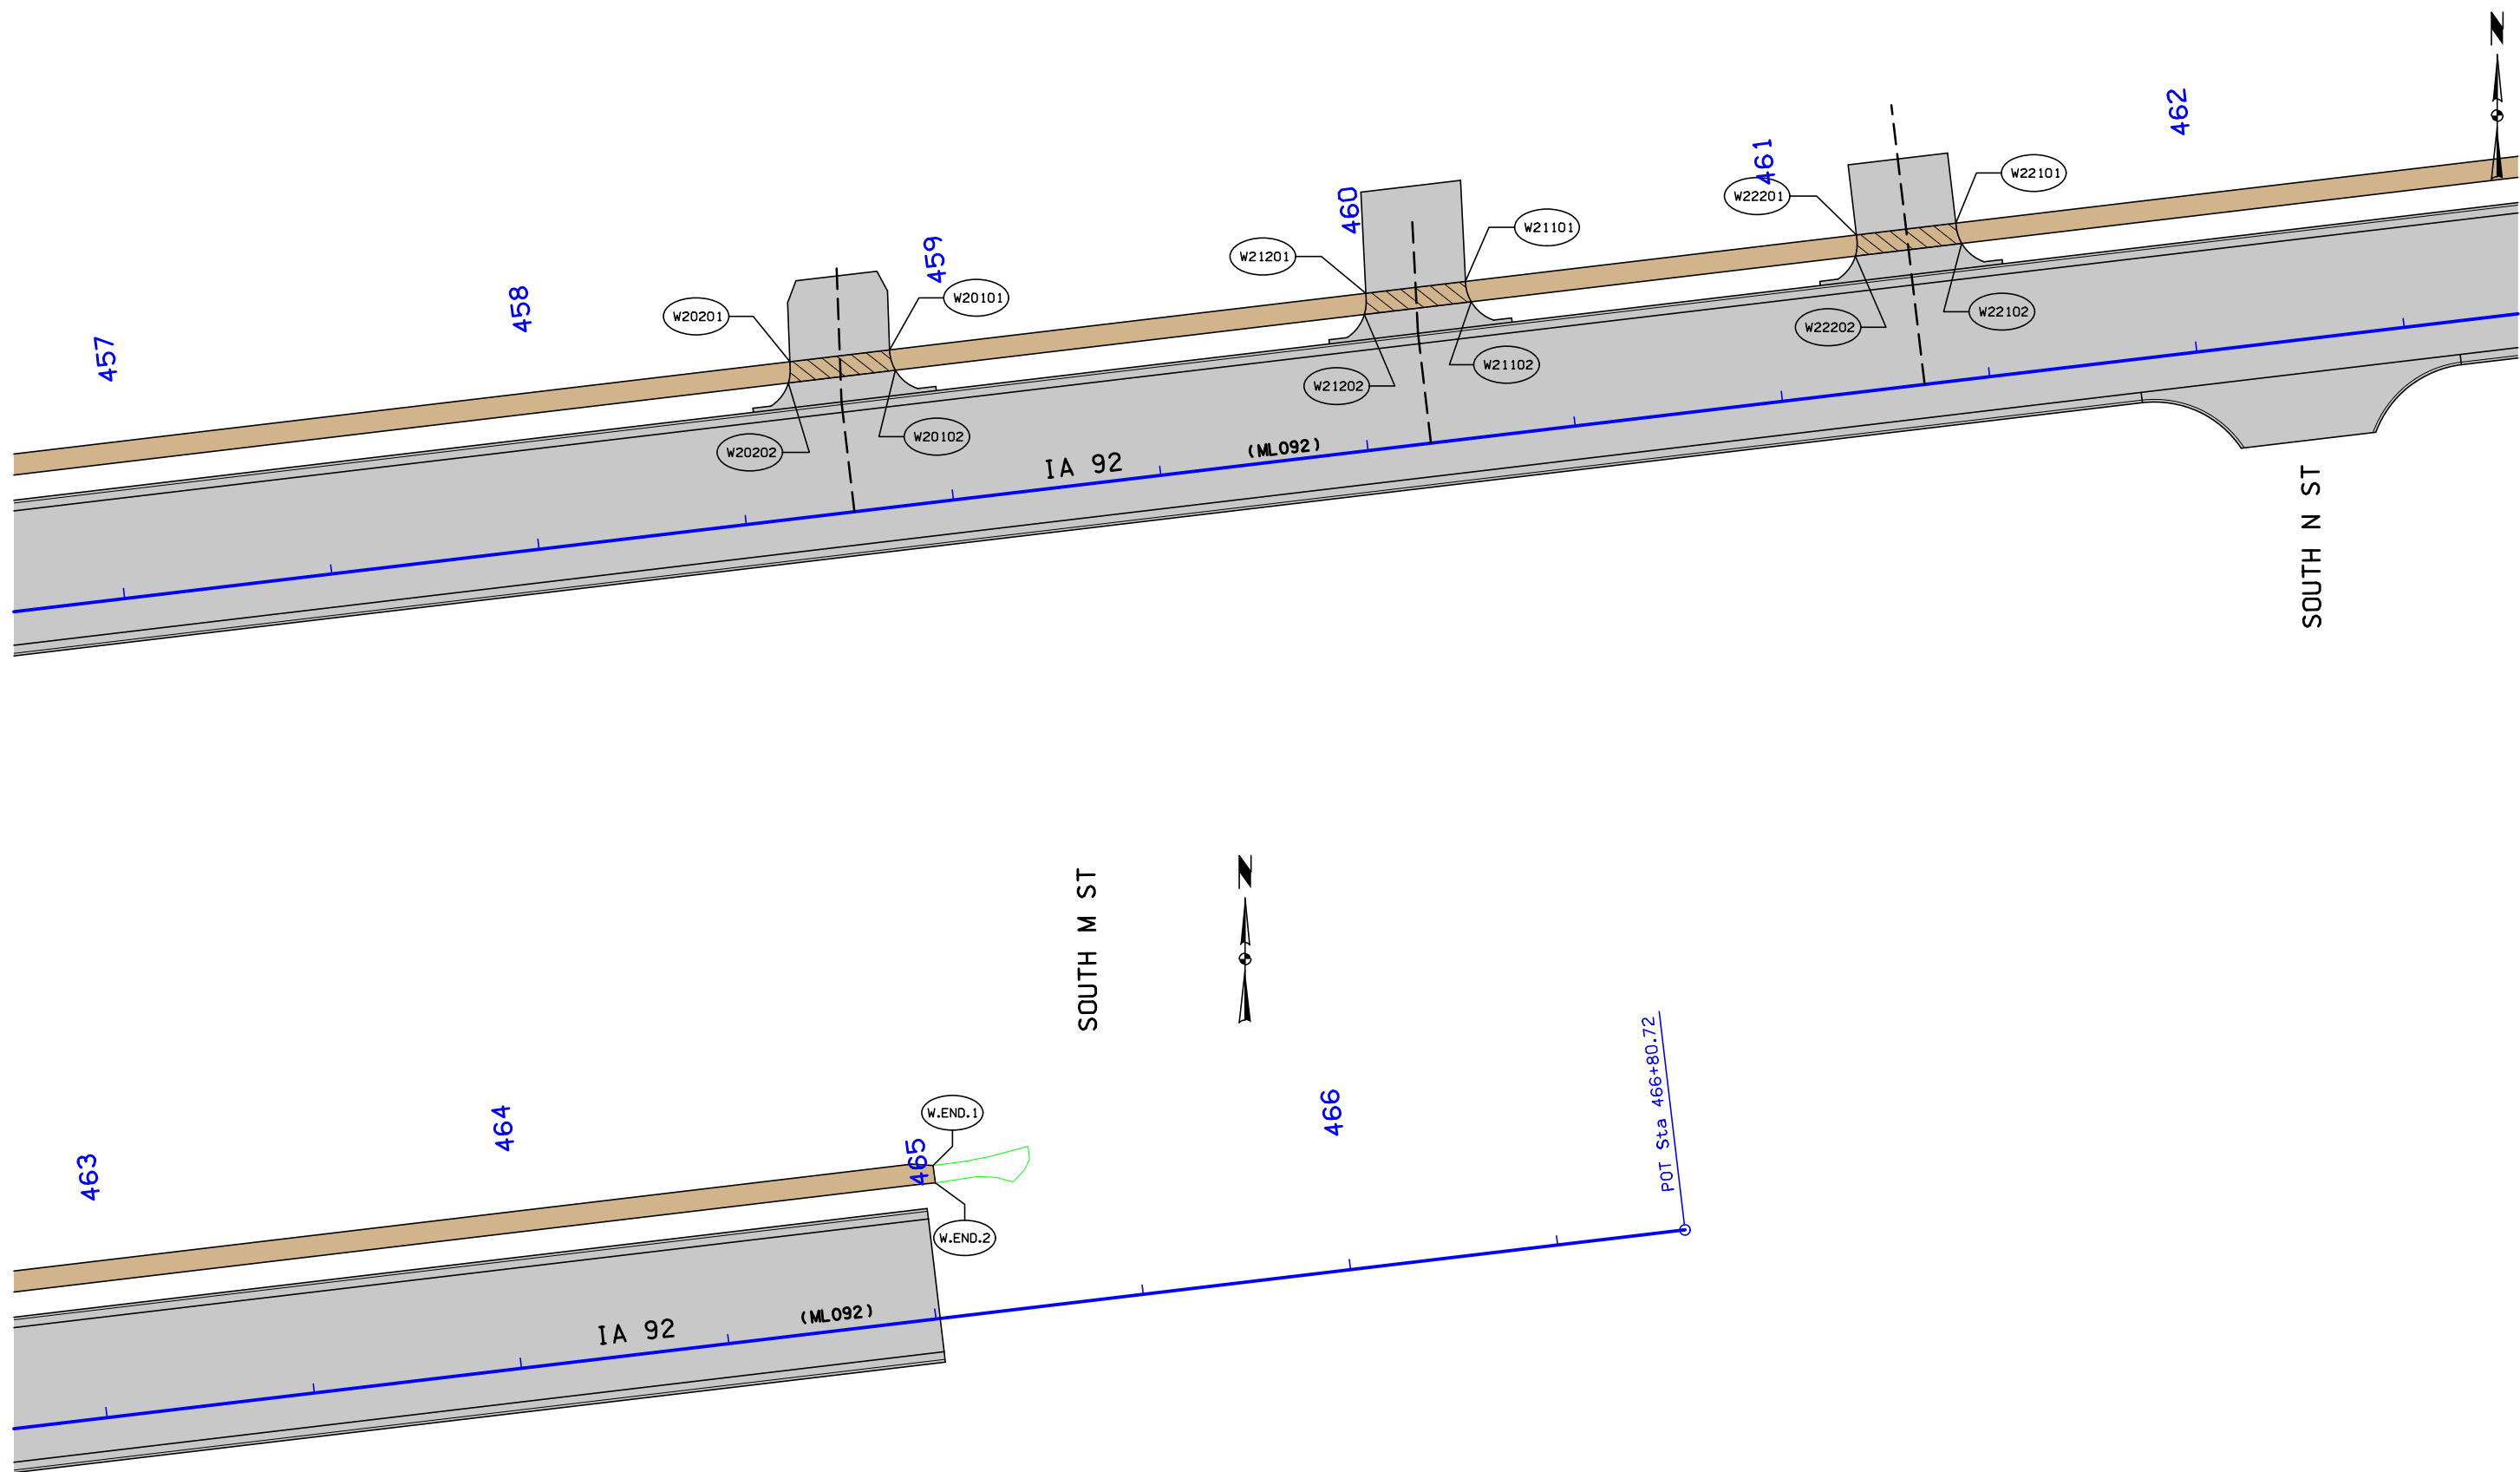 N
462
461
W22101
W22201
460
W21101
459
W21201
458
W20101
W22102
W20201
W22202
457
W21102
W21202
W20102
(ML092)
W20202
IA 92
SOUTH N ST
N
SOUTH M ST
POT Sta 466+80.72
466
W.END.1
464
465
463
W.END.2
(ML092)
IA 92